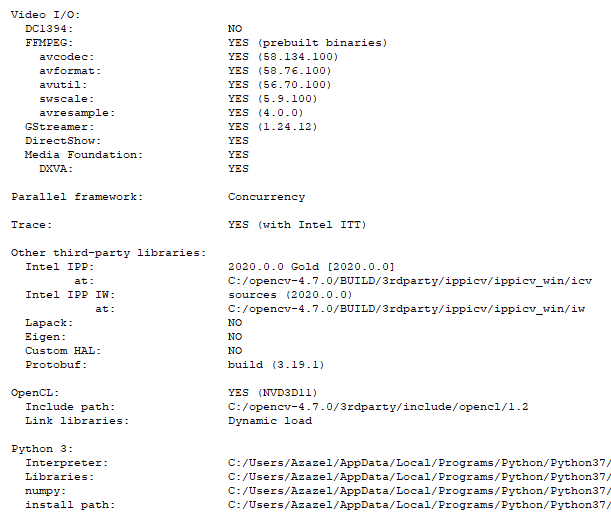 Video I/O:
DC1394: NO
FFMPEG: YES (prebuilt binaries)
avcodec: YES (58.134.100)
avformat: YES (58.76.100)
avutil: YES (56.70.100)
swscale: YES (5.9.100)
avresample: YES (4.0.0)
GStreamer: YES (1.24.12)
DirectShow: YES
Media Foundation: YES
DXVA: YES
Parallel framework: Concurrency
Trace: YES (with Intel ITT)
Other third-party libraries:
Intel IPP: 2020.0.0 Gold [2020.0.0]
at: C:/opencv-4.7.0/BUILD/3rdparty/ippicv/ippicv_win/icv
Intel IPP IW: sources (2020.0.0)
at: C:/opencv-4.7.0/BUILD/3rdparty/ippicv/ippicv_win/iw
Lapack: NO
Eigen: NO
Custom HAL: NO
Protobuf: build (3.19.1)
OpenCL: YES (NVD3D11)
Include path: C:/opencv-4.7.0/3rdparty/include/opencl/1.2
Link libraries: Dynamic load
Python 3:
Interpreter: C:/Users/Azazel/AppData/Local/Programs/Python/Python37/
Libraries: C:/Users/Azazel/AppData/Local/Programs/Python/Python37/
numpy: C:/Users/Azazel/AppData/Local/Programs/Python/Python37/
install path: C:/Users/Azazel/AppData/Local/Programs/Python/Python37/